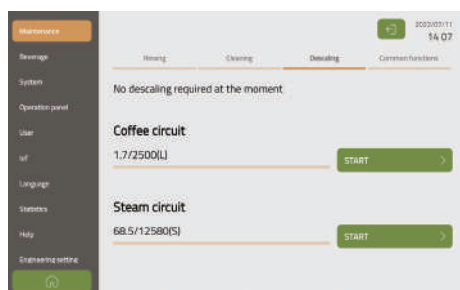 Maintenance
2022/07/11
14 07
Beverage
Rinsing
Cleaning
Descaling
Common functions
System
No descaling required at the moment
Operation panel
User
Coffee circuit
IoT
1.7/2500(L)
START
Language
Statistics
Steam circuit
Help
68.5/12580(S)
START
Engineering setting